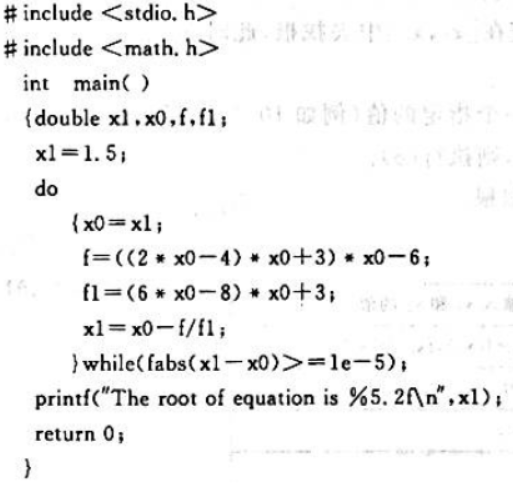 # include <stdio. h>
# include <math. h>
int main( )
{double x1,x0,f,f1;
x1=1. 5;
do
{x0=x1;
f=((2 * x0-4) * x0+3) * x0-6;
f1=(6 * x0-8) * x0+3;
x1=x0-f/f1;
}while(fabs(x1-x0)>=1e-5);
printf("The root of equation is %5. 2f\n",x1);
return 0;
}